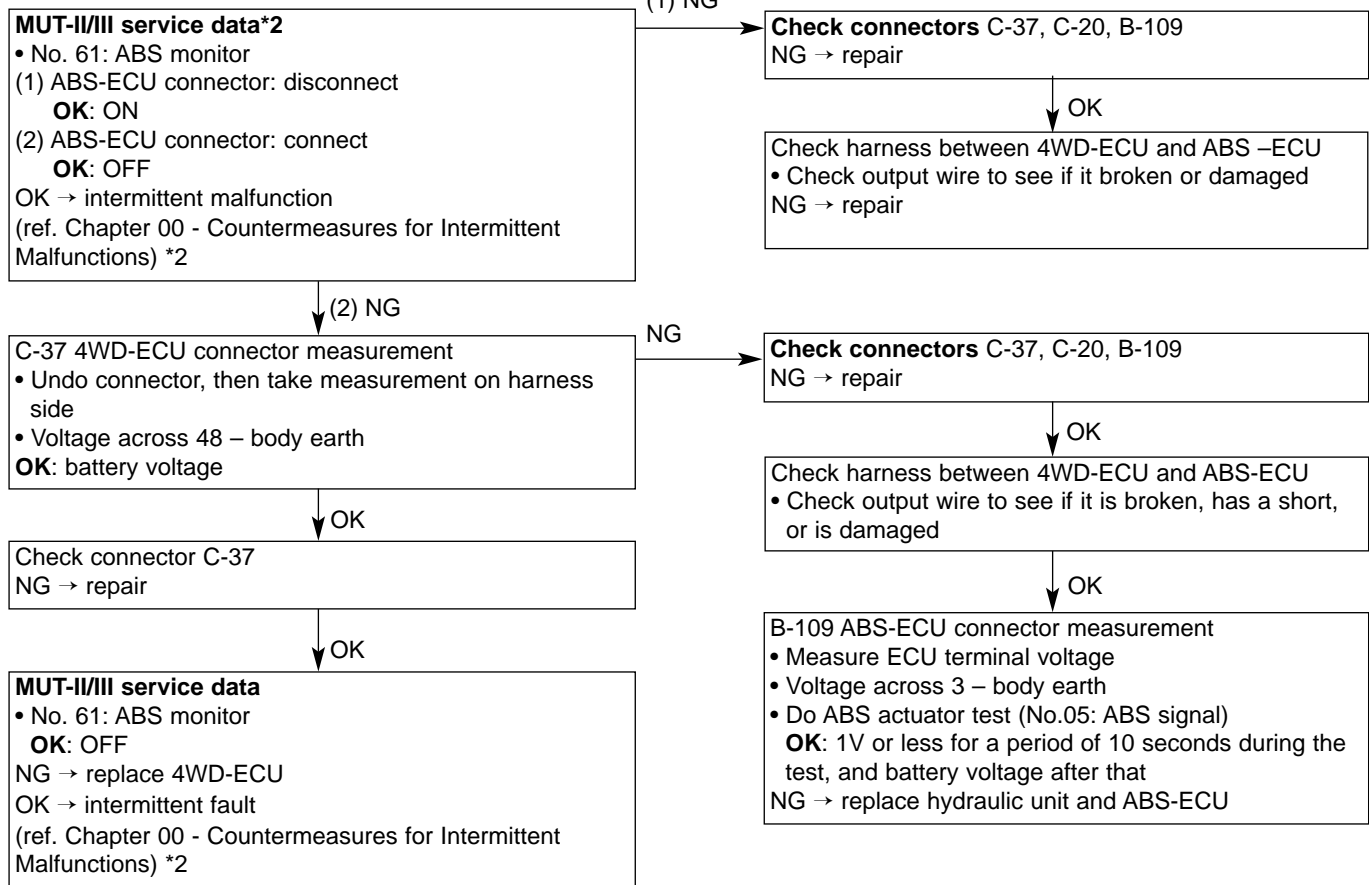 (1) NG
MUT-II/III service data*2
• No. 61: ABS monitor
(1) ABS-ECU connector: disconnect
OK: ON
(2) ABS-ECU connector: connect
OK: OFF
OK → intermittent malfunction
(ref. Chapter 00 - Countermeasures for Intermittent
Malfunctions) *2
Check connectors C-37, C-20, B-109
NG → repair
OK
Check harness between 4WD-ECU and ABS –ECU
• Check output wire to see if it broken or damaged
NG → repair
(2) NG
C-37 4WD-ECU connector measurement
• Undo connector, then take measurement on harness
side
• Voltage across 48 – body earth
OK: battery voltage
NG
Check connectors C-37, C-20, B-109
NG → repair
OK
Check harness between 4WD-ECU and ABS-ECU
• Check output wire to see if it is broken, has a short,
or is damaged
OK
B-109 ABS-ECU connector measurement
• Measure ECU terminal voltage
• Voltage across 3 – body earth
• Do ABS actuator test (No.05: ABS signal)
OK: 1V or less for a period of 10 seconds during the
test, and battery voltage after that
NG → replace hydraulic unit and ABS-ECU
OK
Check connector C-37
NG → repair
OK
MUT-II/III service data
• No. 61: ABS monitor
OK: OFF
NG → replace 4WD-ECU
OK → intermittent fault
(ref. Chapter 00 - Countermeasures for Intermittent
Malfunctions) *2